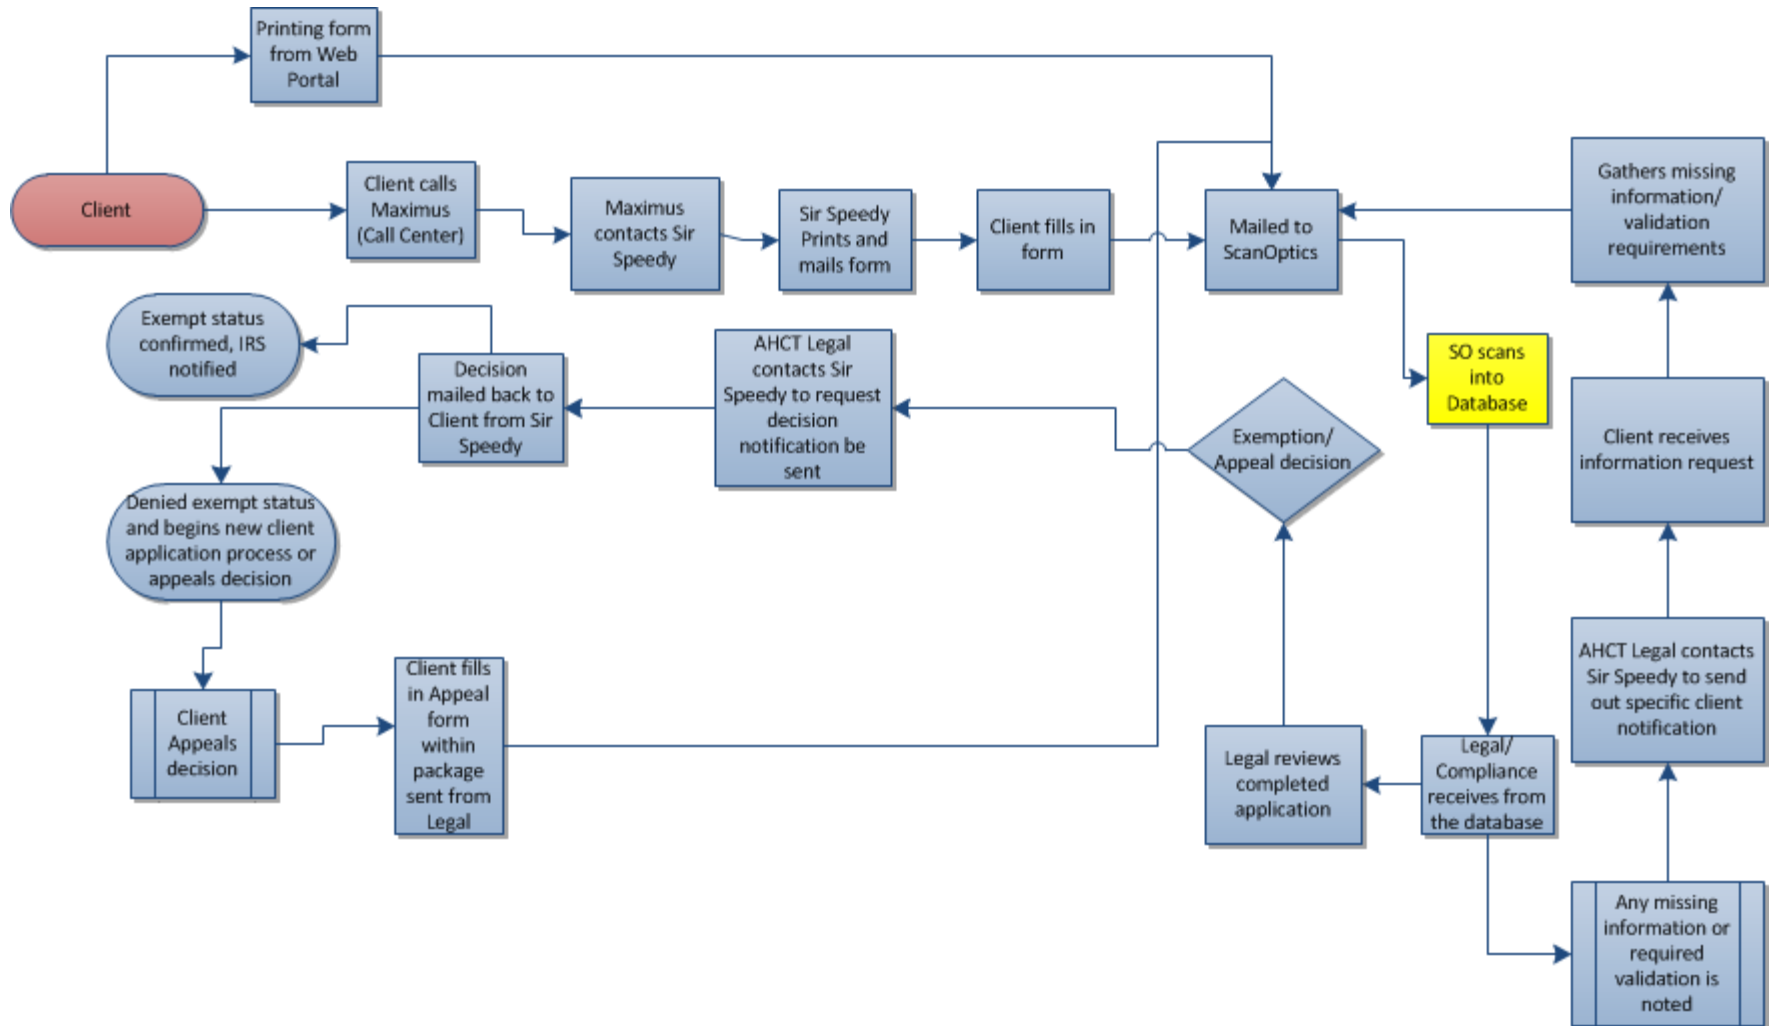 Printing form
from Web
Portal
Client
Client calls
Maximus
(Call Center)
Maximus
contacts Sir
Speedy
Sir Speedy
Prints and
mails form
Client fills in
form
Mailed to
ScanOptics
Gathers missing
information/
validation
requirements
Exempt status
confirmed, IRS
notified
Decision
mailed back to
Client from Sir
Speedy
AHCT Legal
contacts Sir
Speedy to request
decision
notification be
sent
Exemption/
Appeal decision
SO scans
into
Database
Client receives
information request
Denied exempt status
and begins new client
application process or
appeals decision
Client
Appeals
decision
Client fills
in Appeal
form
within
package
sent from
Legal
Legal reviews
completed
application
Legal/
Compliance
receives from
the database
AHCT Legal contacts
Sir Speedy to send
out specific client
notification
Any missing
information or
required
validation is
noted